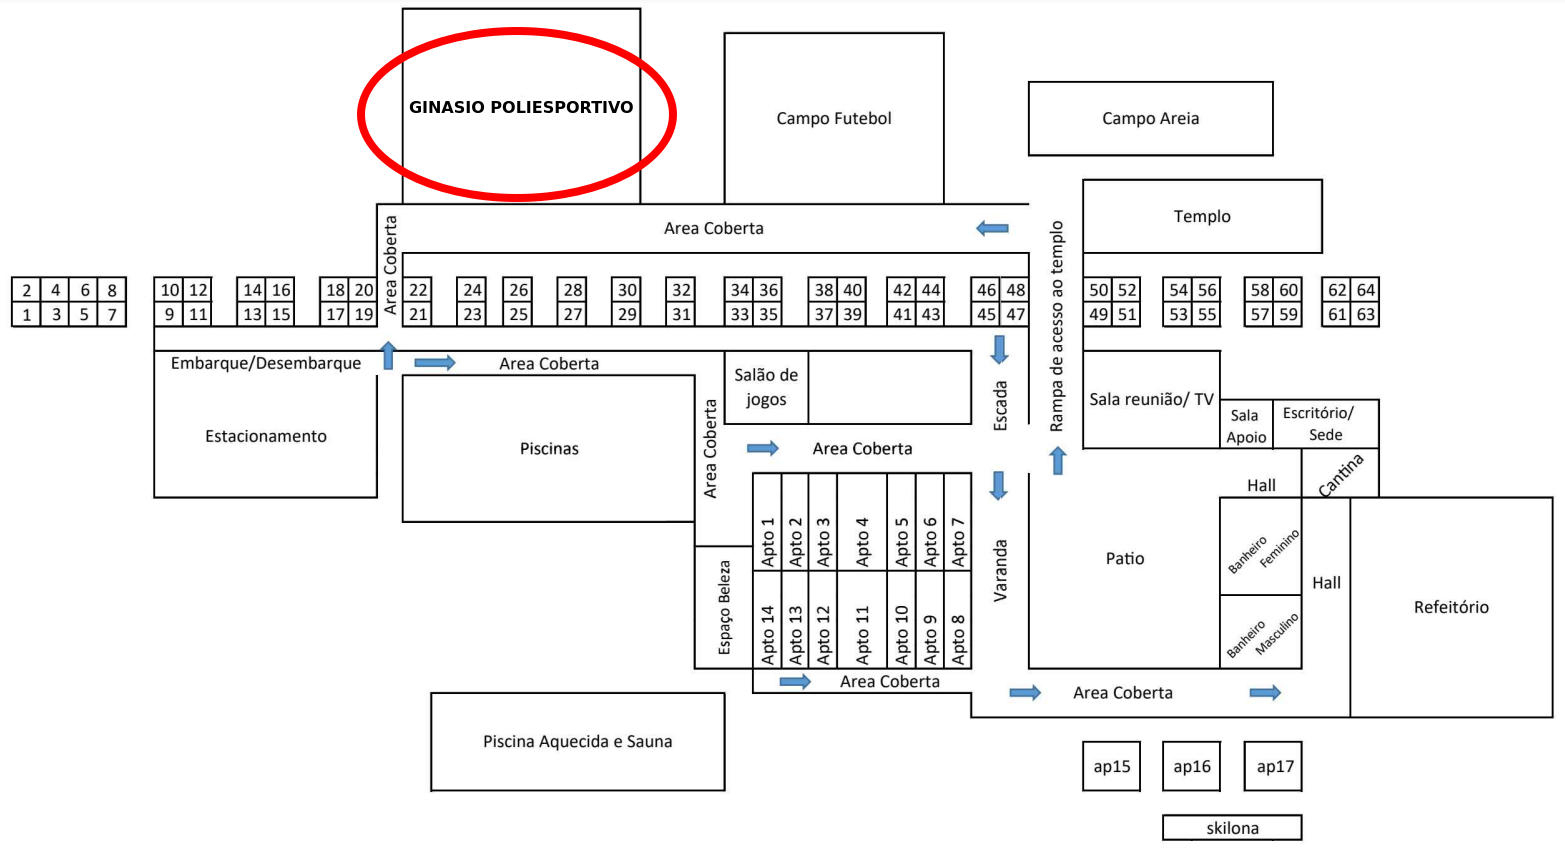 GINASIO POLIESPORTIVO
Campo Futebol
Campo Areia
Templo
Area Coberta
Area Coberta
Rampa de acesso ao templo
2 4 6 8 10 12 14 16 18 20 22 24 26 28 30 32 34 36 38 40 42 44 46 48 50 52 54 56 58 60 62 64
1 3 5 7 9 11 13 15 17 19 21 23 25 27 29 31 33 35 37 39 41 43 45 47 49 51 53 55 57 59 61 63
Embarque/Desembarque
Area Coberta
Salão de
jogos
Escada
Sala reunião/ TV
Sala
Apoio
Escritório/
Sede
Estacionamento
Piscinas
Area Coberta
Area Coberta
Hall
Cantina
Apto 1
Apto 2
Apto 3
Apto 4
Apto 5
Apto 6
Apto 7
Varanda
Patio
Banheiro
Feminino
Hall
Refeitório
Espaço Beleza
Apto 14
Apto 13
Apto 12
Apto 11
Apto 10
Apto 9
Apto 8
Banheiro
Masculino
Area Coberta
Area Coberta
Piscina Aquecida e Sauna
ap15
ap16
ap17
skilona